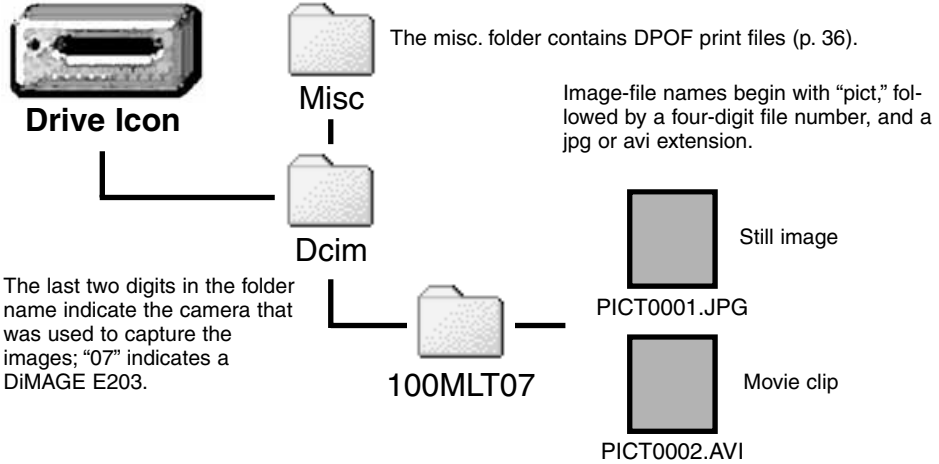 The misc. folder contains DPOF print files (p. 36).
Misc
Drive Icon
Image-file names begin with “pict,” fol-
lowed by a four-digit file number, and a
jpg or avi extension.
Dcim
Still image
PICT0001.JPG
The last two digits in the folder
name indicate the camera that
was used to capture the
images; “07” indicates a
DiMAGE E203.
100MLT07
Movie clip
PICT0002.AVI